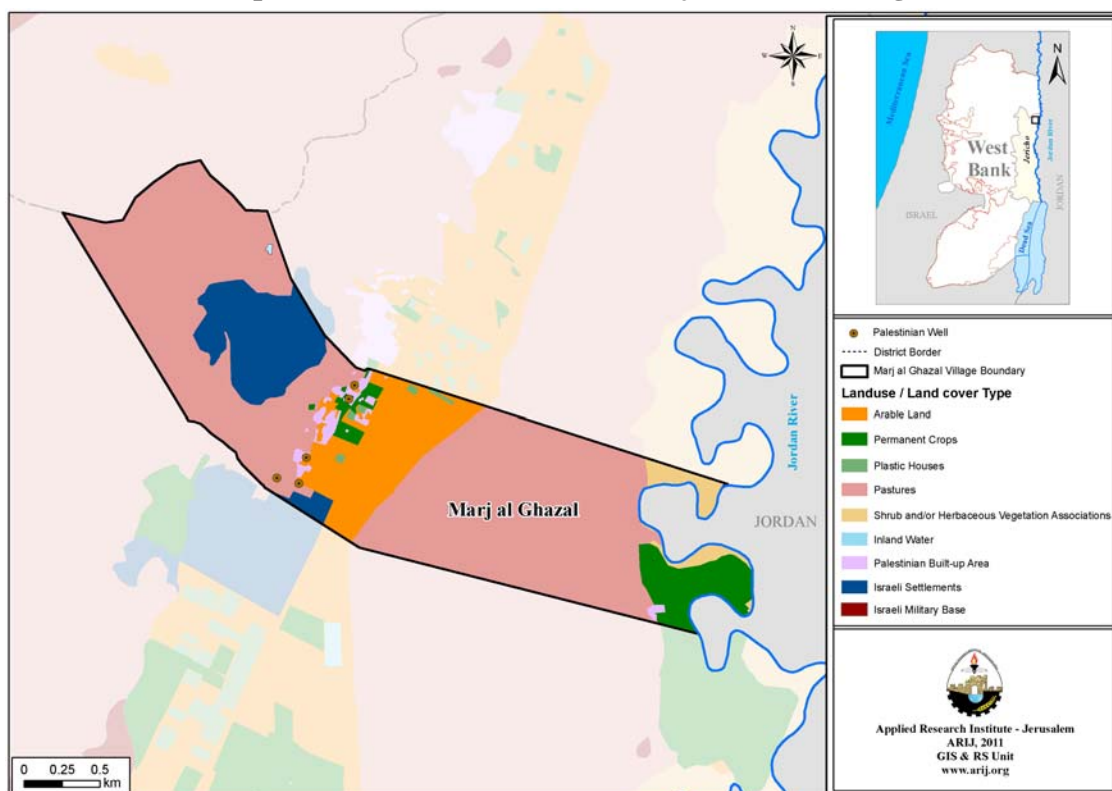 N
W
E
S
Marj al Ghazal
Jordan River
JORDAN
0 0.25 0.5
km
N
Mediterranean Sea
West
Bank
Jericho
Jordan River
ISRAEL
JORDAN
Dead Sea
Palestinian Well
District Border
Marj al Ghazal Village Boundary
Landuse / Land cover Type
Arable Land
Permanent Crops
Plastic Houses
Pastures
Shrub and/or Herbaceous Vegetation Associations
Inland Water
Palestinian Built-up Area
Israeli Settlements
Israeli Military Base
Applied Research Institute - Jerusalem
ARIJ, 2011
GIS & RS Unit
www.arij.org